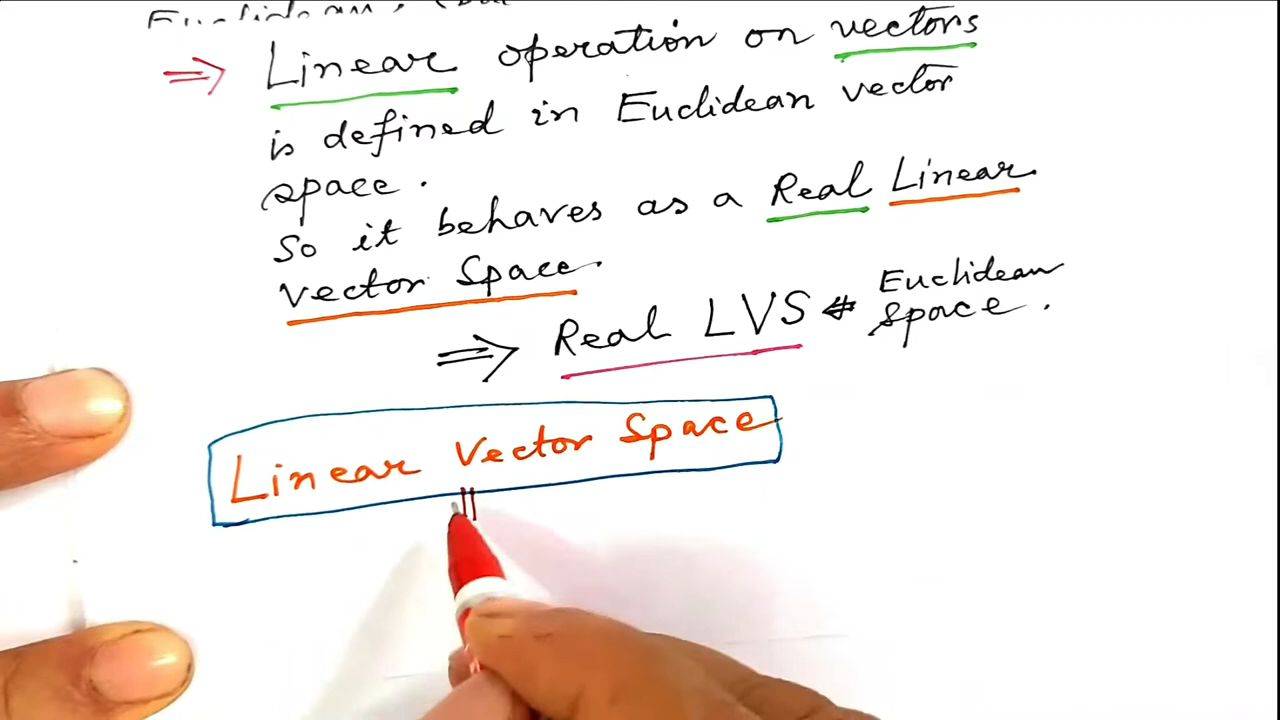 ⇒ Linear operation on vectors
is defined in Euclidean vector
space.
So it behaves as a Real Linear
vector Space.
⇒ Real LVS ⇐ Euclidean
space.
Linear Vector Space